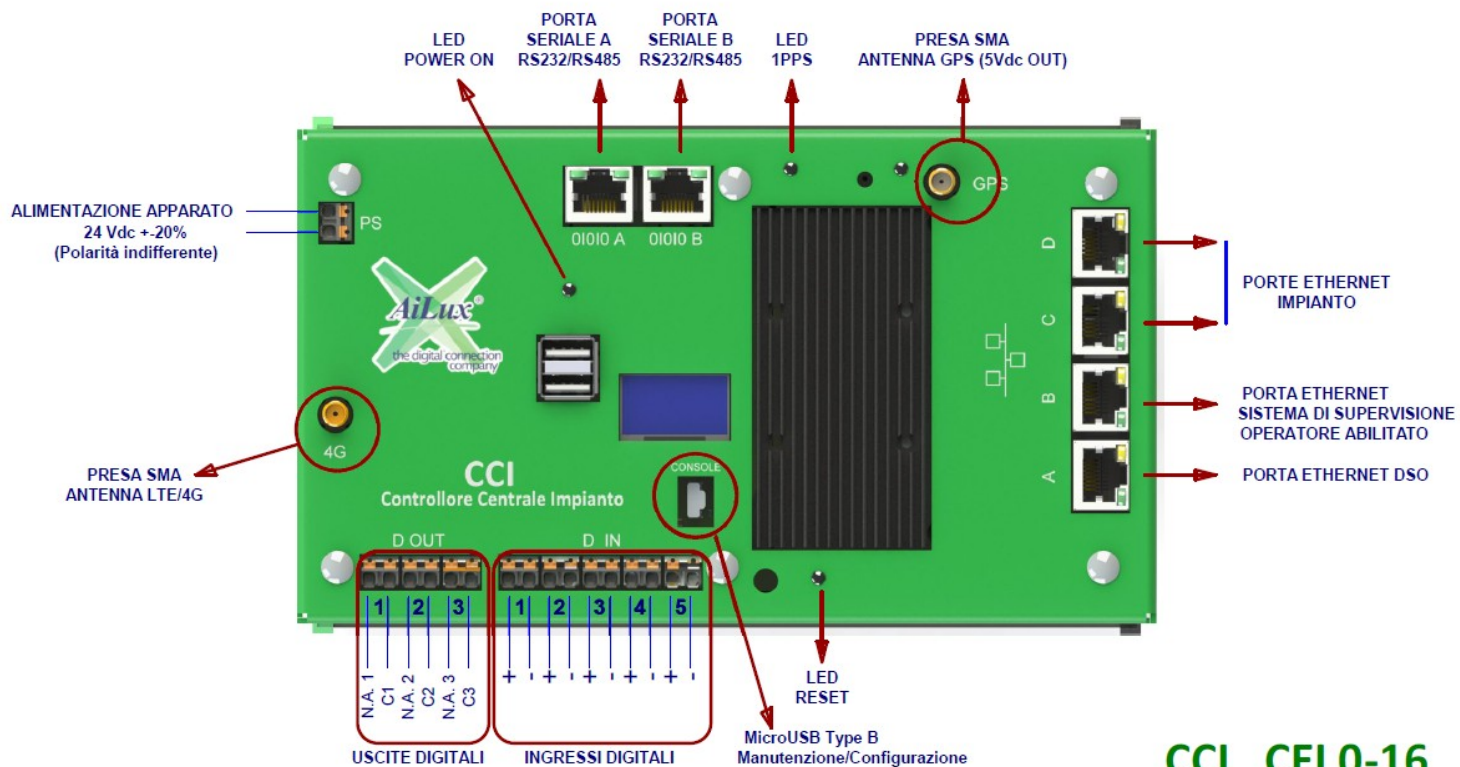 LED
POWER ON
PORTA
SERIALE A
RS232/RS485
PORTA
SERIALE B
RS232/RS485
LED
1PPS
PRESA SMA
ANTENNA GPS (5Vdc OUT)
ALIMENTAZIONE APPARATO
24 Vdc +-20%
(Polarità indifferente)
PS
0I0I0 A
0I0I0 B
GPS
AiLux®
the digital connection
company
D
C
B
A
PORTE ETHERNET
IMPIANTO
PORTA ETHERNET
SISTEMA DI SUPERVISIONE
OPERATORE ABILITATO
PORTA ETHERNET DSO
4G
PRESA SMA
ANTENNA LTE/4G
CCI
Controllore Centrale Impianto
CONSOLE
D OUT
D IN
1 2 3
1 2 3 4 5
N.A. 1
C1
N.A. 2
C2
N.A. 3
C3
+ - + - + - + - + -
USCITE DIGITALI
INGRESSI DIGITALI
LED
RESET
MicroUSB Type B
Manutenzione/Configurazione
CCI CEI 0-16